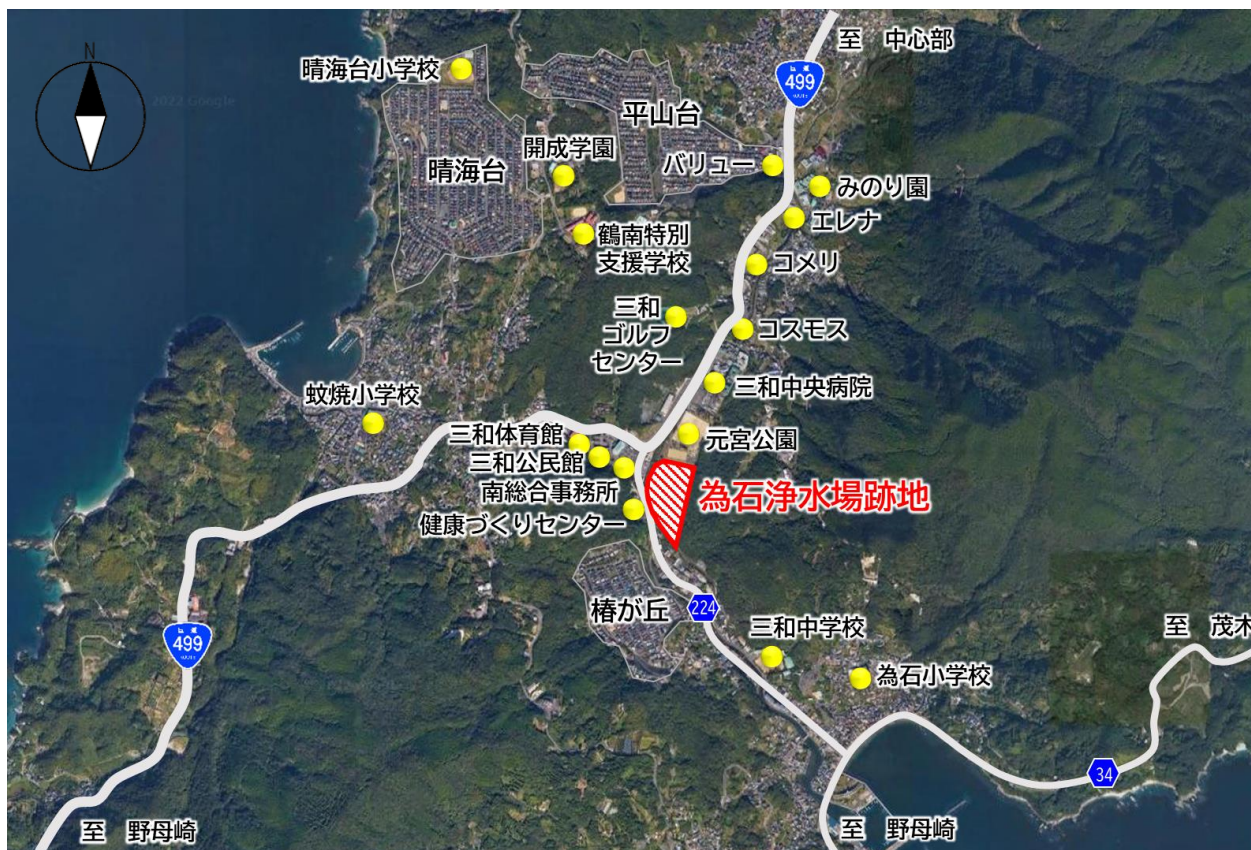 N
© 2022 Google
至 中心部
499
晴海台小学校
平山台
開成学園
バリュー
晴海台
みのり園
エレナ
鶴南特別
支援学校
コメリ
三和
ゴルフ
センター
コスモス
三和中央病院
蚊焼小学校
元宮公園
三和体育館
三和公民館
南総合事務所
為石浄水場跡地
健康づくりセンター
椿が丘
224
三和中学校
至 茂木
499
為石小学校
34
至 野母崎
至 野母崎